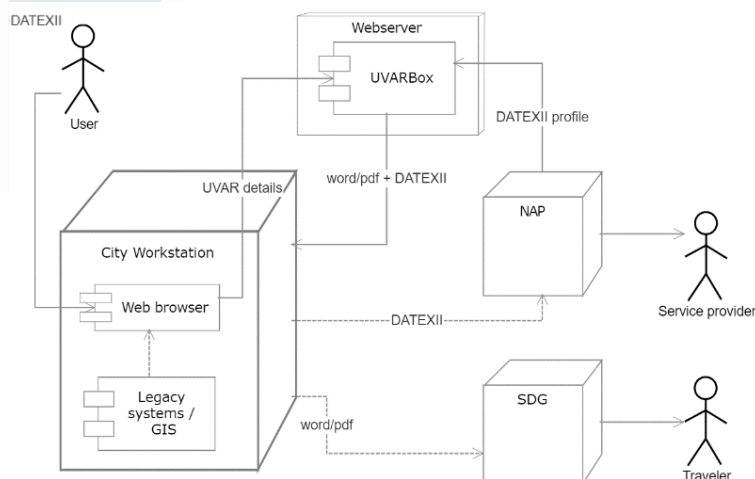 DATEXII
Webserver
UVARBox
User
DATEXII profile
word/pdf + DATEXII
UVAR details
NAP
City Workstation
Web browser
Service provider
DATEXII
Legacy
systems /
GIS
SDG
word/pdf
Traveler